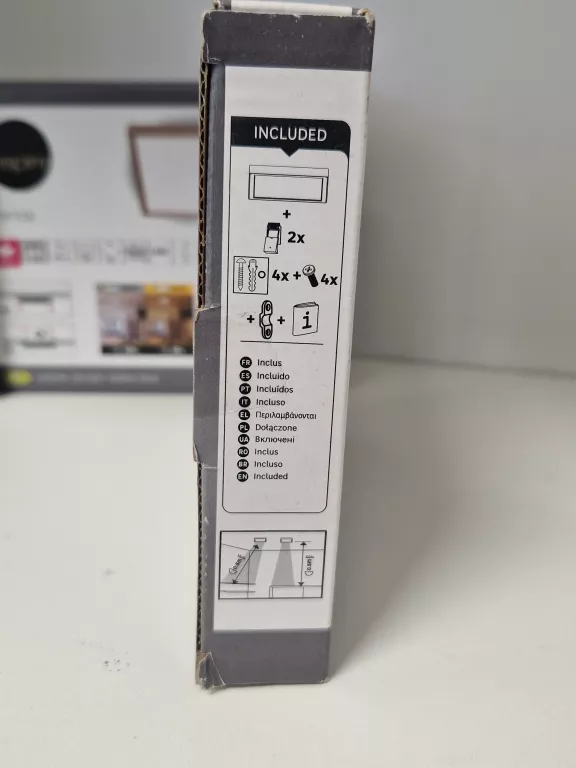 INCLUDED
+
2x
4x + 4x
+ + i
FR Inclus
ES Incluido
PT Incluídos
IT Incluso
EL Περιλαμβάνονται
PL Dołączone
UA Включені
RO Inclus
BR Incluso
EN Included